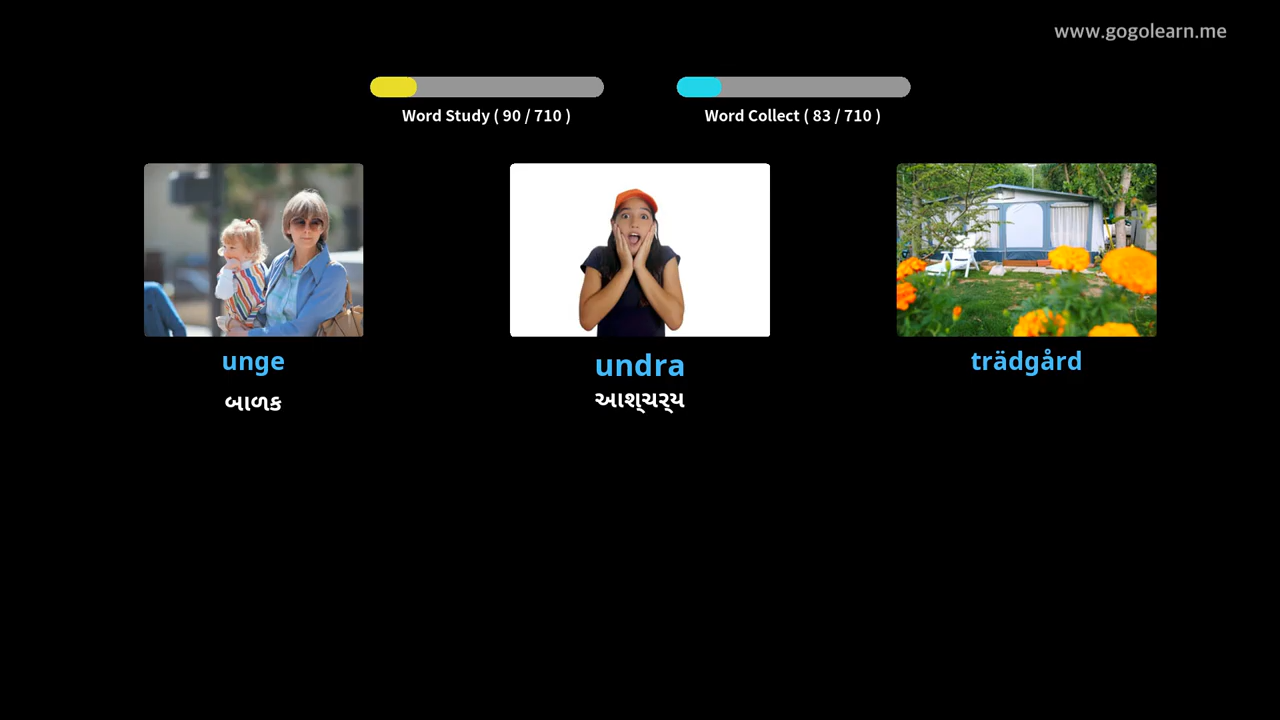 www.gogolearn.me
Word Study ( 90 / 710 )
Word Collect ( 83 / 710 )
unge
undra
trädgård
બાળક
આશ્ચર્ય